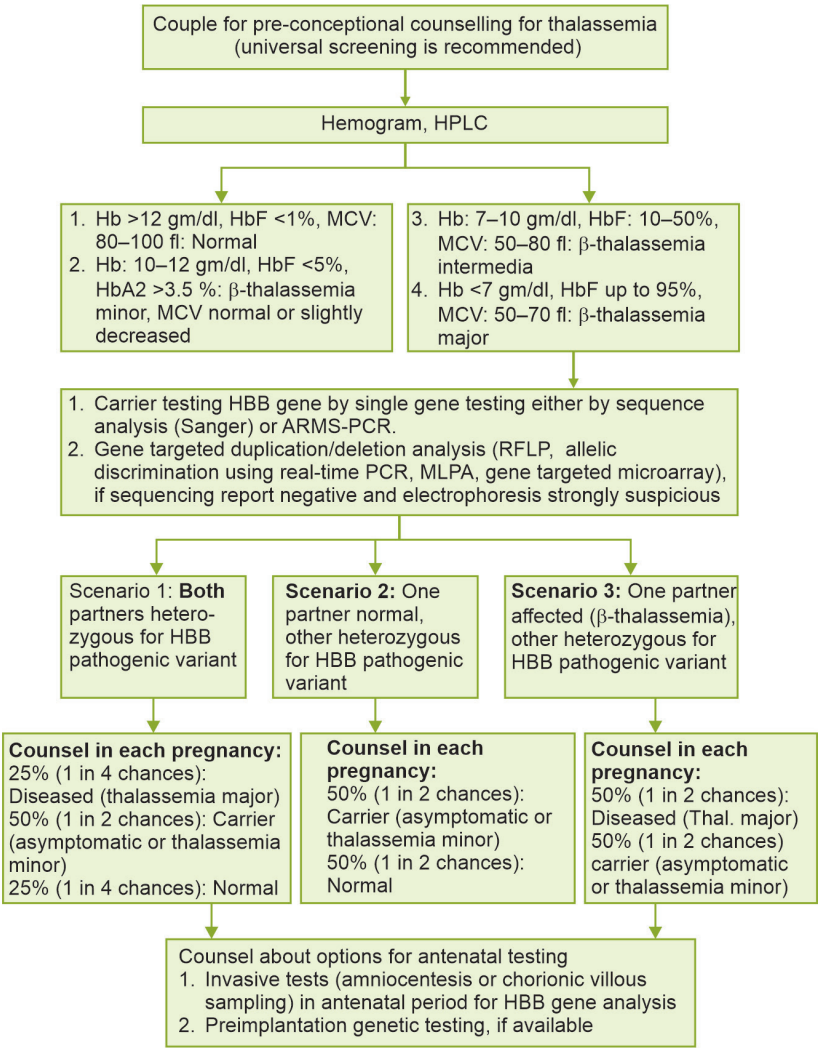 Couple for pre-conceptional counselling for thalassemia
(universal screening is recommended)
Hemogram, HPLC
1. Hb >12 gm/dl, HbF <1%, MCV:
80–100 fl: Normal
2. Hb: 10–12 gm/dl, HbF <5%,
HbA2 >3.5 %: β-thalassemia
minor, MCV normal or slightly
decreased
3. Hb: 7–10 gm/dl, HbF: 10–50%,
MCV: 50–80 fl: β-thalassemia
intermedia
4. Hb <7 gm/dl, HbF up to 95%,
MCV: 50–70 fl: β-thalassemia
major
1. Carrier testing HBB gene by single gene testing either by sequence
analysis (Sanger) or ARMS-PCR.
2. Gene targeted duplication/deletion analysis (RFLP, allelic
discrimination using real-time PCR, MLPA, gene targeted microarray),
if sequencing report negative and electrophoresis strongly suspicious
Scenario 1: Both
partners hetero-
zygous for HBB
pathogenic variant
Scenario 2: One
partner normal,
other heterozygous
for HBB pathogenic
variant
Scenario 3: One partner
affected (β-thalassemia),
other heterozygous for
HBB pathogenic variant
Counsel in each pregnancy:
25% (1 in 4 chances):
Diseased (thalassemia major)
50% (1 in 2 chances): Carrier
(asymptomatic or thalassemia
minor)
25% (1 in 4 chances): Normal
Counsel in each
pregnancy:
50% (1 in 2 chances):
Carrier (asymptomatic or
thalassemia minor)
50% (1 in 2 chances):
Normal
Counsel in each
pregnancy:
50% (1 in 2 chances):
Diseased (Thal. major)
50% (1 in 2 chances)
carrier (asymptomatic
or thalassemia minor)
Counsel about options for antenatal testing
1. Invasive tests (amniocentesis or chorionic villous
sampling) in antenatal period for HBB gene analysis
2. Preimplantation genetic testing, if available